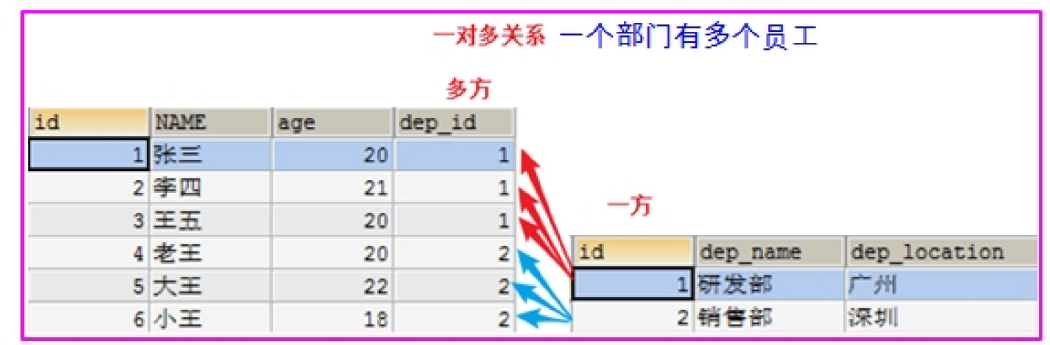 一对多关系 一个部门有多个员工
多方
id NAME age dep_id
1 张三 20 1
2 李四 21 1
3 王五 20 1
4 老王 20 2
5 大王 22 2
6 小王 18 2
一方
id dep_name dep_location
1 研发部 广州
2 销售部 深圳